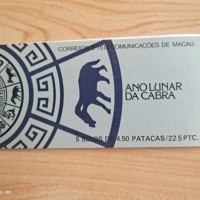 CORREIOS E TELECOMUNICAÇÕES DE MACAU
ANO LUNAR
DA CABRA
5 SELOS DE 4.50 PATACAS/22.5 PTC.